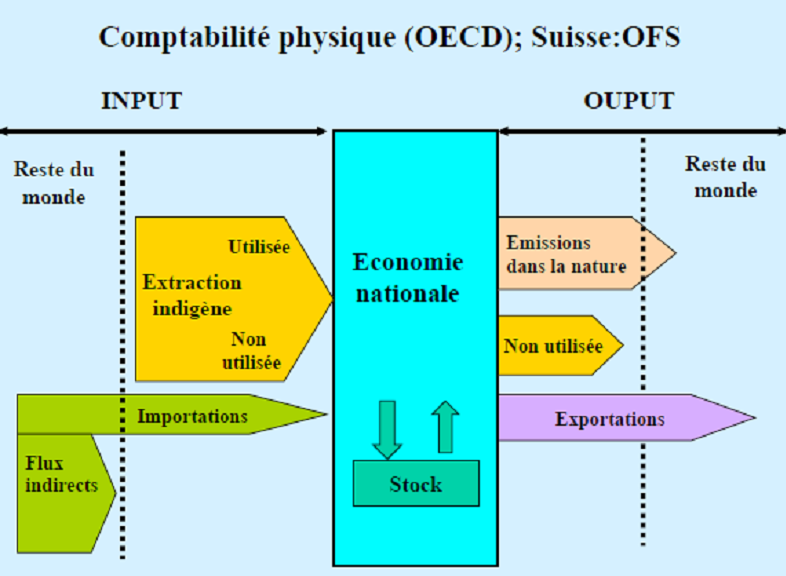 Comptabilité physique (OECD); Suisse:OFS
INPUT
OUPUT
Reste du
monde
Reste du
monde
Utilisée
Extraction
indigène
Non
utilisée
Economie
nationale
Emissions
dans la nature
Non utilisée
Importations
Exportations
Flux
indirects
Stock